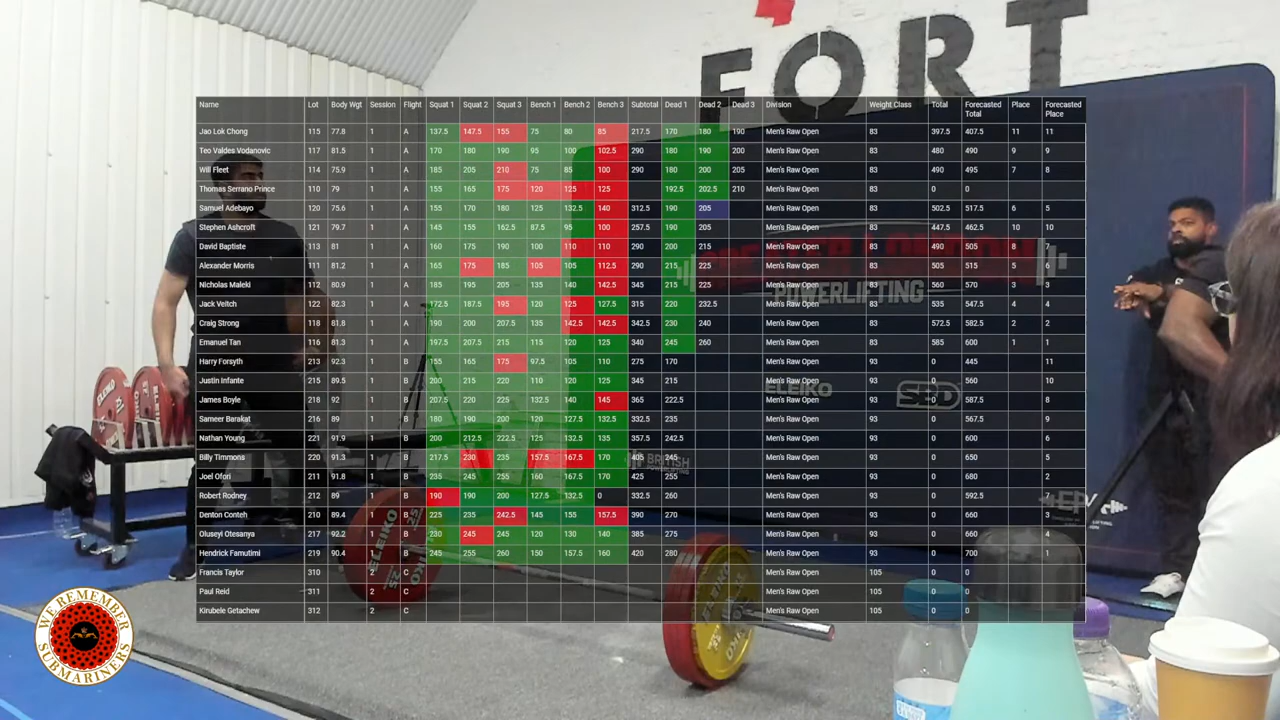 FORT
Name Lot Body Wgt Session Flight Squat 1 Squat 2 Squat 3 Bench 1 Bench 2 Bench 3 Subtotal Dead 1 Dead 2 Dead 3 Division Weight Class Total Forecasted Total Place Forecasted Place
Jao Lok Chong 115 77.8 1 A 137.5 147.5 155 75 80 85 217.5 170 180 190 Men's Raw Open 83 397.5 407.5 11 11
Teo Valdes Vodanovic 117 81.5 1 A 170 180 190 95 100 102.5 290 180 190 200 Men's Raw Open 83 480 490 9 9
Will Fleet 114 75.9 1 A 185 205 210 75 85 100 290 180 200 205 Men's Raw Open 83 490 495 7 8
Thomas Serrano Prince 110 79 1 A 155 165 175 120 125 125 192.5 202.5 210 Men's Raw Open 83 0 0
Samuel Adebayo 120 75.6 1 A 155 170 180 125 132.5 140 312.5 190 205 Men's Raw Open 83 502.5 517.5 6 5
Stephen Ashcroft 121 79.7 1 A 145 155 162.5 87.5 95 100 257.5 190 205 Men's Raw Open 83 447.5 462.5 10 10
David Baptiste 113 81 1 A 160 175 190 100 110 110 290 200 215 Men's Raw Open 83 490 505 8 7
Alexander Morris 111 81.2 1 A 165 175 185 105 105 112.5 290 215 225 Men's Raw Open 83 505 515 5 6
Nicholas Maleki 112 80.9 1 A 185 195 205 135 140 142.5 345 215 225 Men's Raw Open 83 560 570 3 3
Jack Veitch 122 82.3 1 A 172.5 187.5 195 120 125 127.5 315 220 232.5 Men's Raw Open 83 535 547.5 4 4
Craig Strong 118 81.8 1 A 190 200 207.5 135 142.5 142.5 342.5 230 240 Men's Raw Open 83 572.5 582.5 2 2
Emanuel Tan 116 81.3 1 A 197.5 207.5 215 115 120 125 340 245 260 Men's Raw Open 83 585 600 1 1
Harry Forsyth 213 92.3 1 B 155 165 175 97.5 105 110 275 170 Men's Raw Open 93 0 445 11
Justin Infante 215 89.5 1 B 200 215 220 110 120 125 345 215 Men's Raw Open 93 0 560 10
James Boyle 218 92 1 B 207.5 220 225 132.5 140 145 365 222.5 Men's Raw Open 93 0 587.5 8
Sameer Barakat 216 89 1 B 180 190 200 120 127.5 132.5 332.5 235 Men's Raw Open 93 0 567.5 9
Nathan Young 221 91.9 1 B 200 212.5 222.5 125 132.5 135 357.5 242.5 Men's Raw Open 93 0 600 6
Billy Timmons 220 91.3 1 B 217.5 230 235 157.5 167.5 170 405 245 Men's Raw Open 93 0 650 5
Joel Ofori 211 91.8 1 B 235 245 255 160 167.5 170 425 255 Men's Raw Open 93 0 680 2
Robert Rodney 212 89 1 B 190 190 200 127.5 132.5 0 332.5 260 Men's Raw Open 93 0 592.5 7
Denton Conteh 210 89.4 1 B 225 235 242.5 145 155 157.5 390 270 Men's Raw Open 93 0 660 3
Oluseyi Otesanya 217 92.2 1 B 230 245 245 120 130 140 385 275 Men's Raw Open 93 0 660 4
Hendrick Famutimi 219 90.4 1 B 245 255 260 150 157.5 160 420 280 Men's Raw Open 93 0 700 1
Francis Taylor 310 2 C Men's Raw Open 105 0 0
Paul Reid 311 2 C Men's Raw Open 105 0 0
Kirubele Getachew 312 2 C Men's Raw Open 105 0 0
POWERLIFTING
ELEIKO
SBD
BRITISH
ELEIKO
25
WE REMEMBER
SUBMARINERS